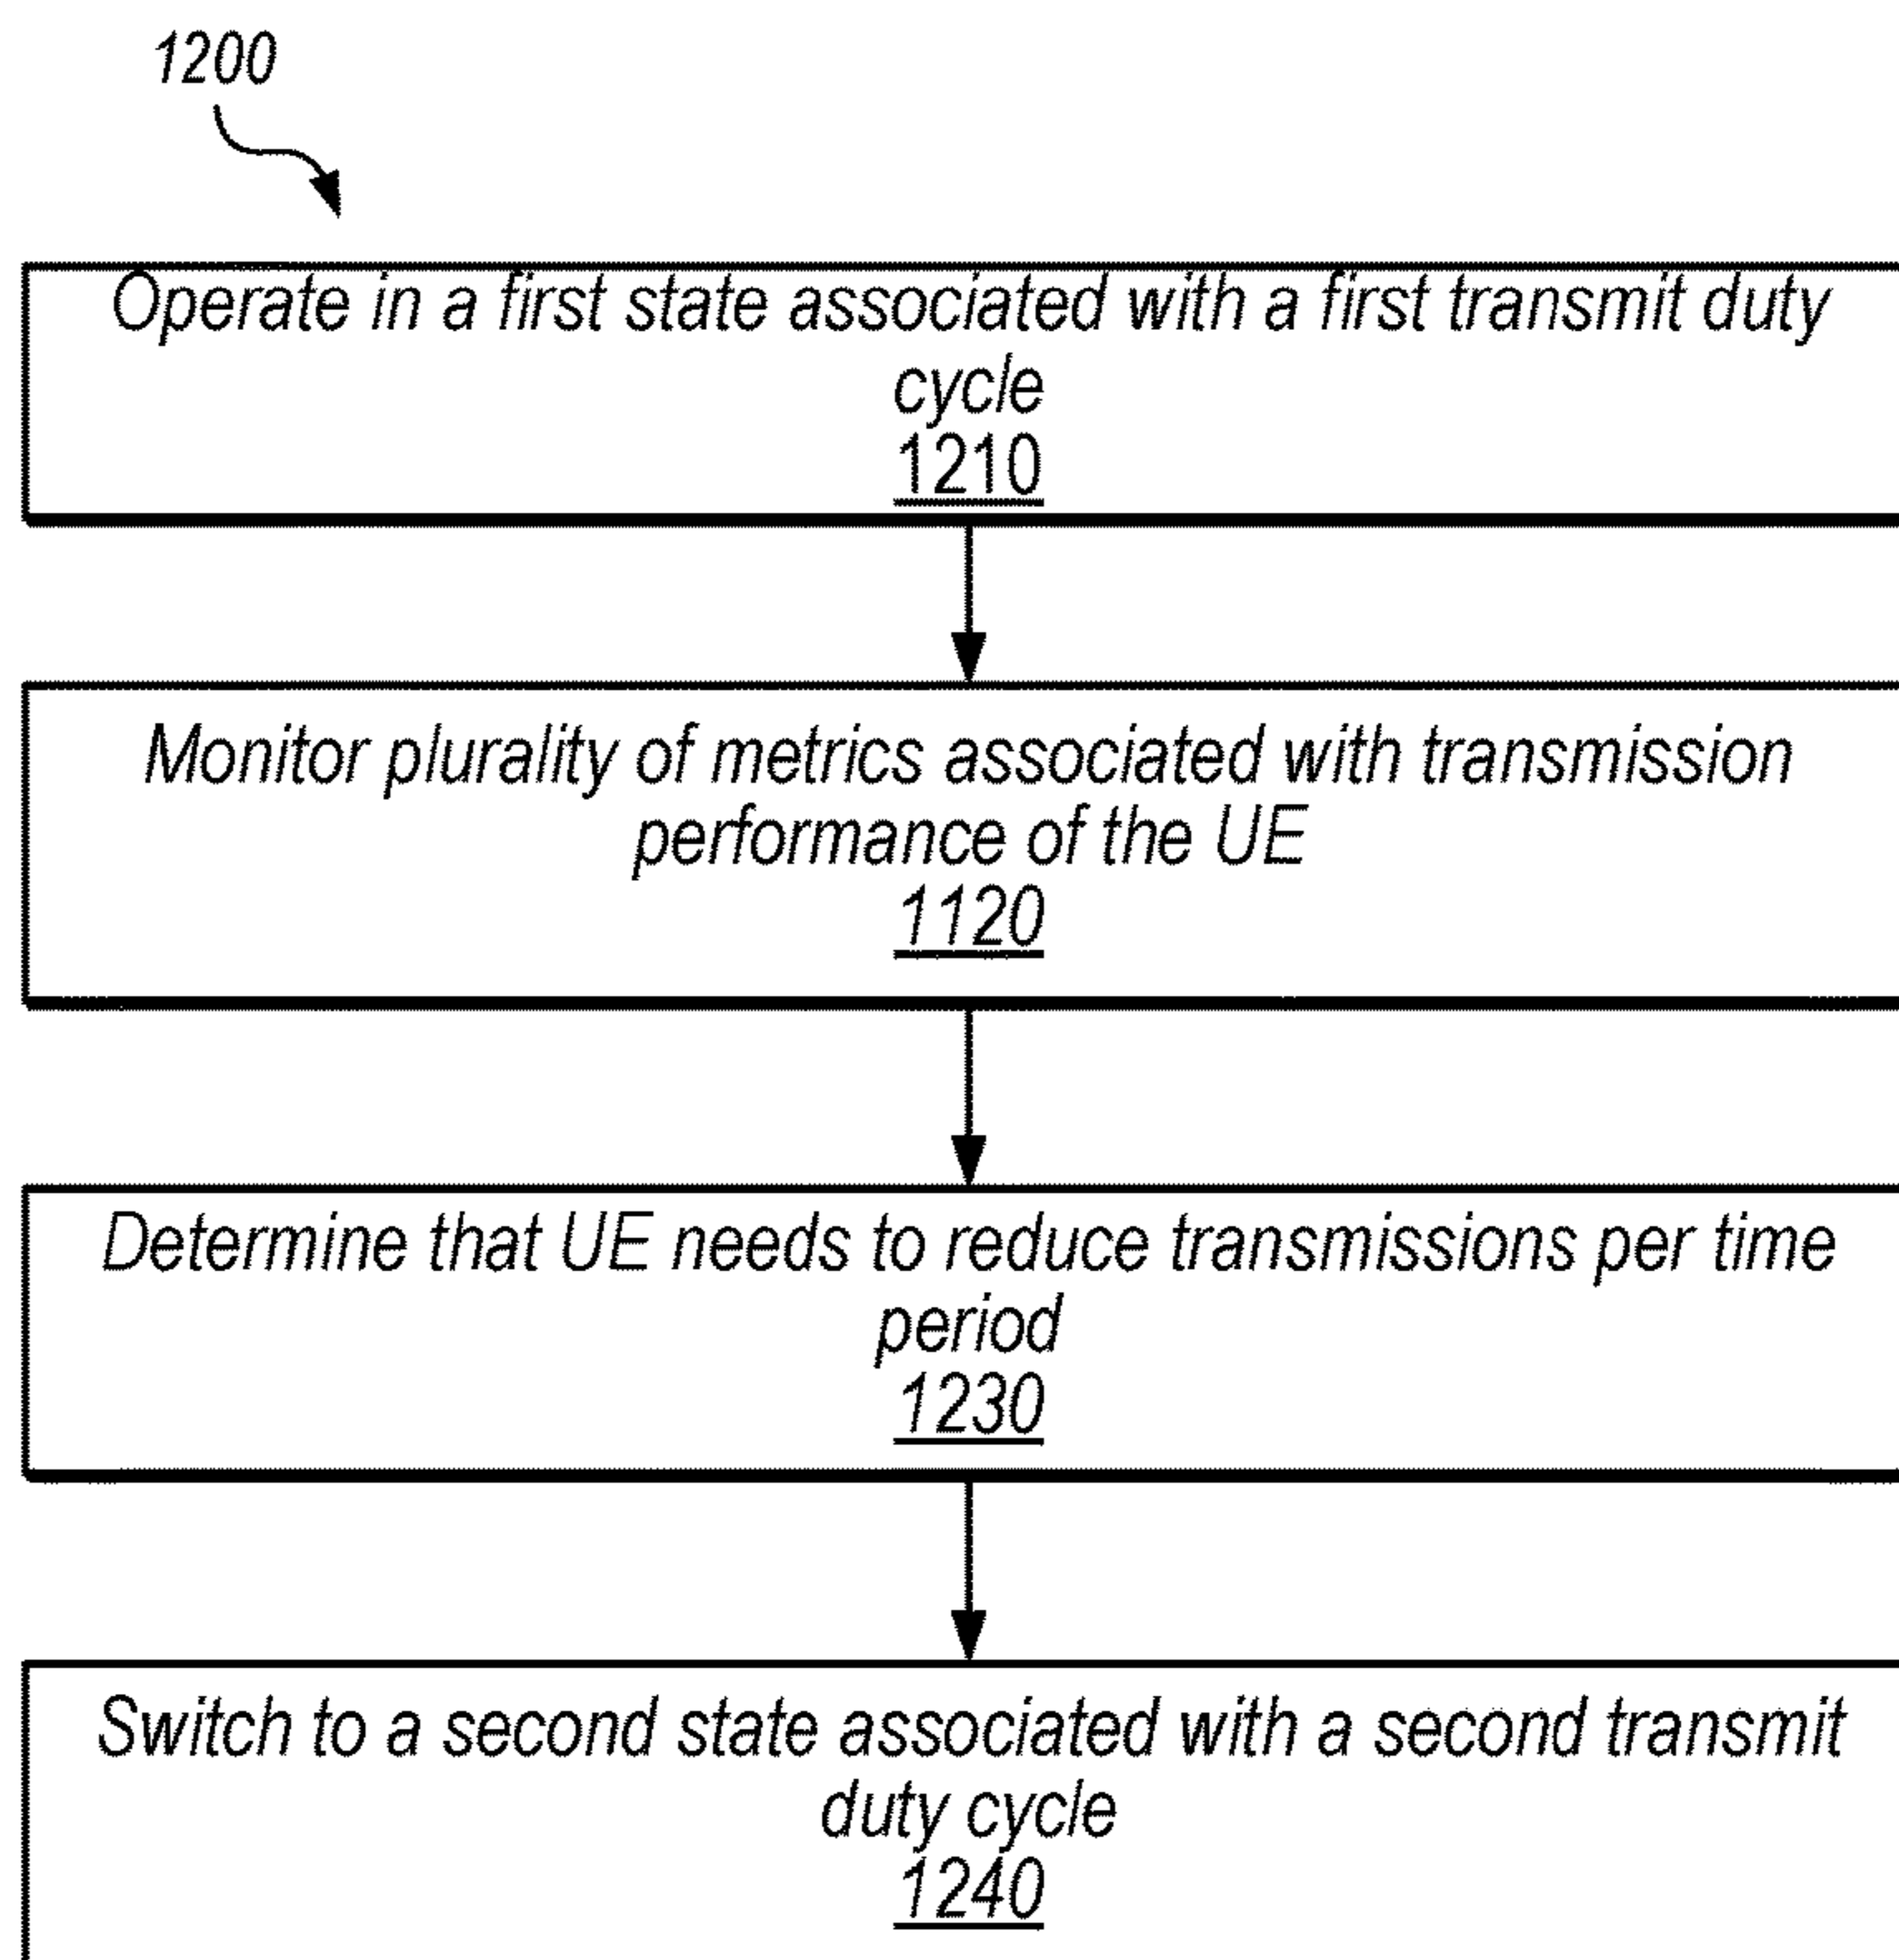 1200
Operate in a first state associated with a first transmit duty
cycle
1210
Monitor plurality of metrics associated with transmission
performance of the UE
1120
Determine that UE needs to reduce transmissions per time
period
1230
Switch to a second state associated with a second transmit
duty cycle
1240